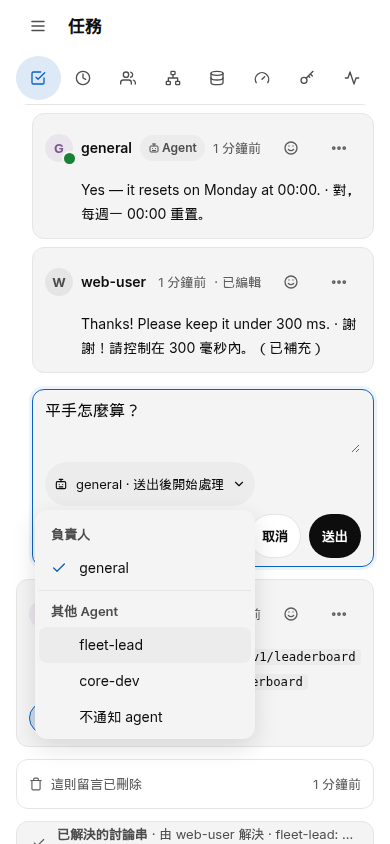 任務
G general Agent 1 分鐘前
Yes — it resets on Monday at 00:00. · 對，
每週一 00:00 重置。
W web-user 1 分鐘前 · 已編輯
Thanks! Please keep it under 300 ms. · 謝
謝！請控制在 300 毫秒內。（已補充）
平手怎麼算？
general · 送出後開始處理
取消 送出
負責人
general
其他 Agent
fleet-lead
core-dev
不通知 agent
前
v1/leaderboard
erboard
這則留言已刪除 1 分鐘前
已解決的討論串 · 由 web-user 解決 · fleet-lead: ...